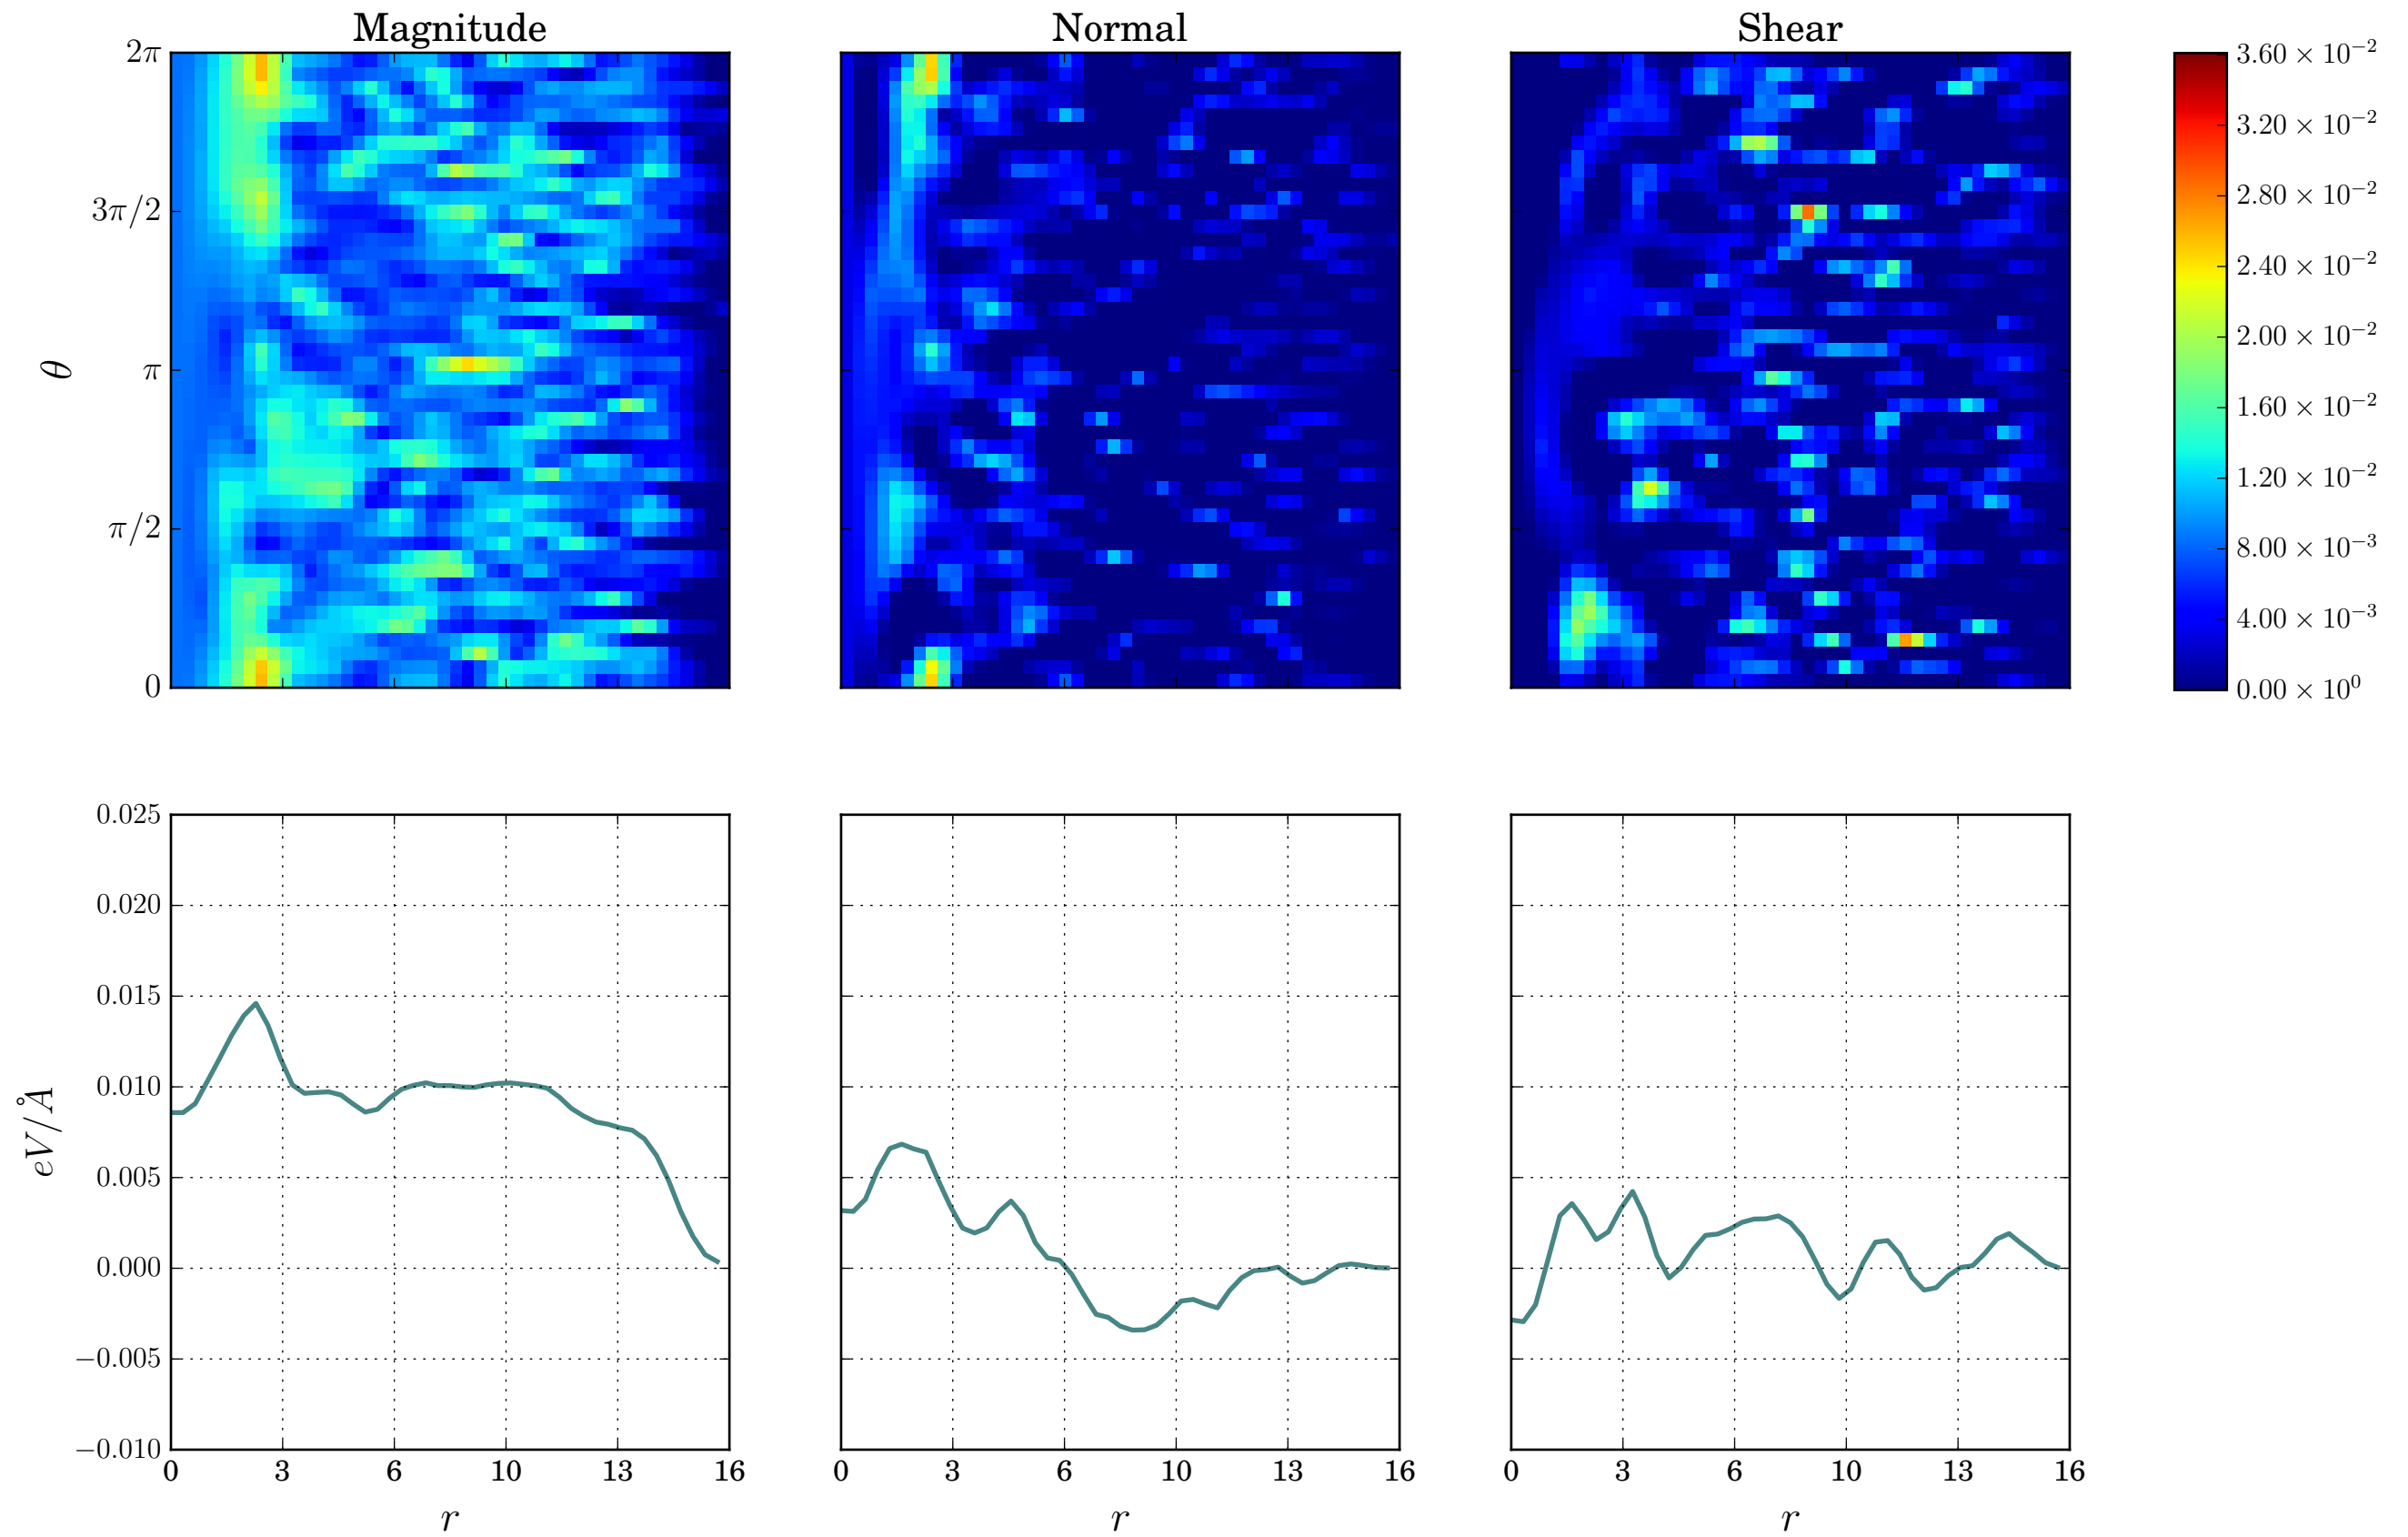 Magnitude Normal Shear
2π
3π/2
π
π/2
0
θ
3.60 × 10⁻²
3.20 × 10⁻²
2.80 × 10⁻²
2.40 × 10⁻²
2.00 × 10⁻²
1.60 × 10⁻²
1.20 × 10⁻²
8.00 × 10⁻³
4.00 × 10⁻³
0.00 × 10⁰
0.025
0.020
0.015
0.010
0.005
0.000
−0.005
−0.010
eV/Å
0 3 6 10 13 16 0 3 6 10 13 16 0 3 6 10 13 16
r r r